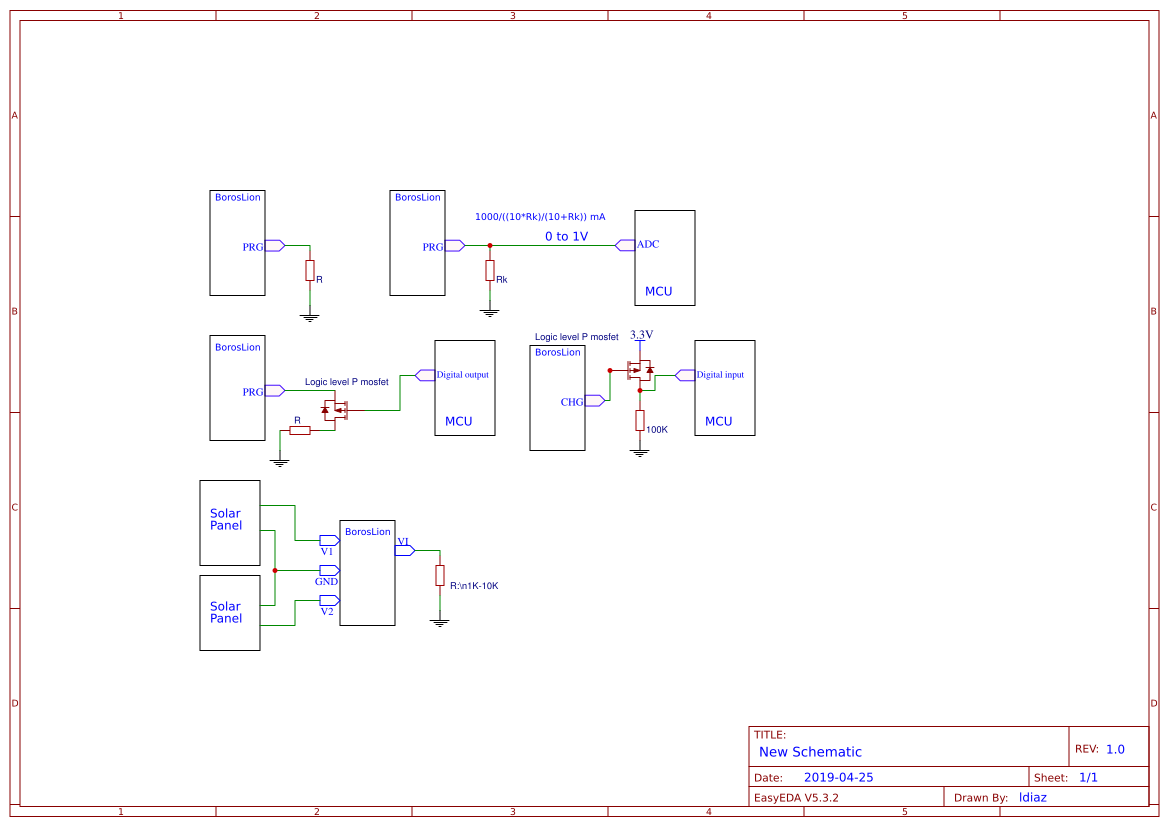 1 2 3 4 5
A A
BorosLion
PRG
R
BorosLion
PRG
1000/((10*Rk)/(10+Rk)) mA
0 to 1V
Rk
ADC
MCU
B B
BorosLion
PRG
Logic level P mosfet
R
Digital output
MCU
Logic level P mosfet
3.3V
BorosLion
CHG
100K
Digital input
MCU
C C
Solar
Panel
Solar
Panel
V1
GND
V2
BorosLion
VI
R:\n1K-10K
D D
TITLE:
New Schematic
REV: 1.0
Date: 2019-04-25
Sheet: 1/1
EasyEDA V5.3.2
Drawn By: ldiaz
1 2 3 4 5